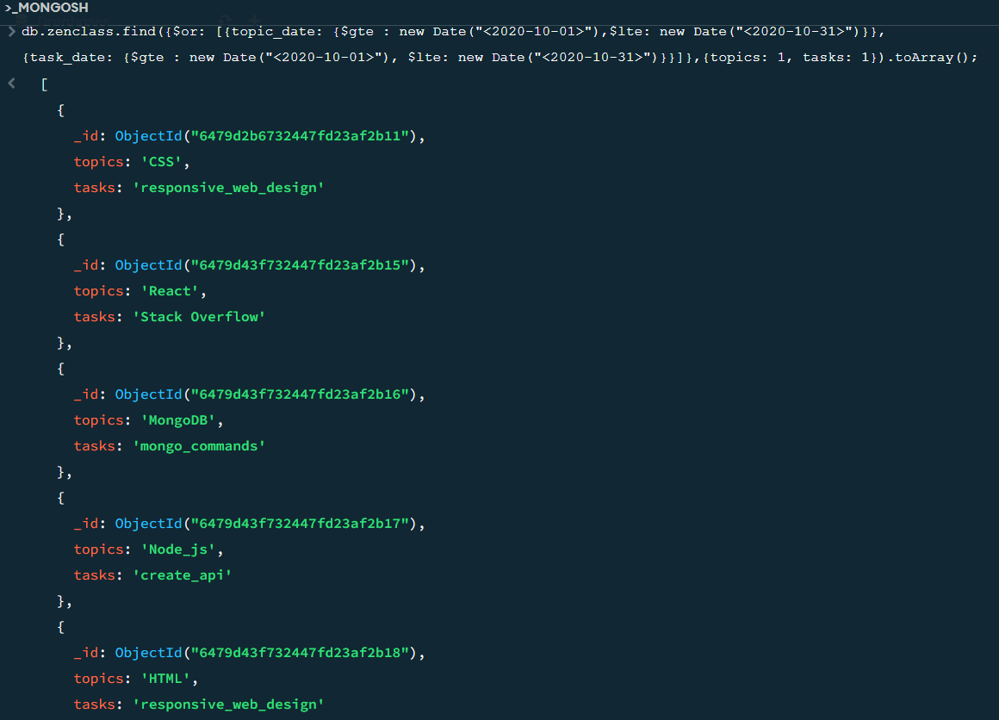 >_MONGOSH
> db.zenclass.find({$or: [{topic_date: {$gte : new Date("<2020-10-01>"),$lte: new Date("<2020-10-31>")}},
{task_date: {$gte : new Date("<2020-10-01>"), $lte: new Date("<2020-10-31>")}}]},{topics: 1, tasks: 1}).toArray();
< [
{
_id: ObjectId("6479d2b6732447fd23af2b11"),
topics: 'CSS',
tasks: 'responsive_web_design'
},
{
_id: ObjectId("6479d43f732447fd23af2b15"),
topics: 'React',
tasks: 'Stack Overflow'
},
{
_id: ObjectId("6479d43f732447fd23af2b16"),
topics: 'MongoDB',
tasks: 'mongo_commands'
},
{
_id: ObjectId("6479d43f732447fd23af2b17"),
topics: 'Node_js',
tasks: 'create_api'
},
{
_id: ObjectId("6479d43f732447fd23af2b18"),
topics: 'HTML',
tasks: 'responsive_web_design'